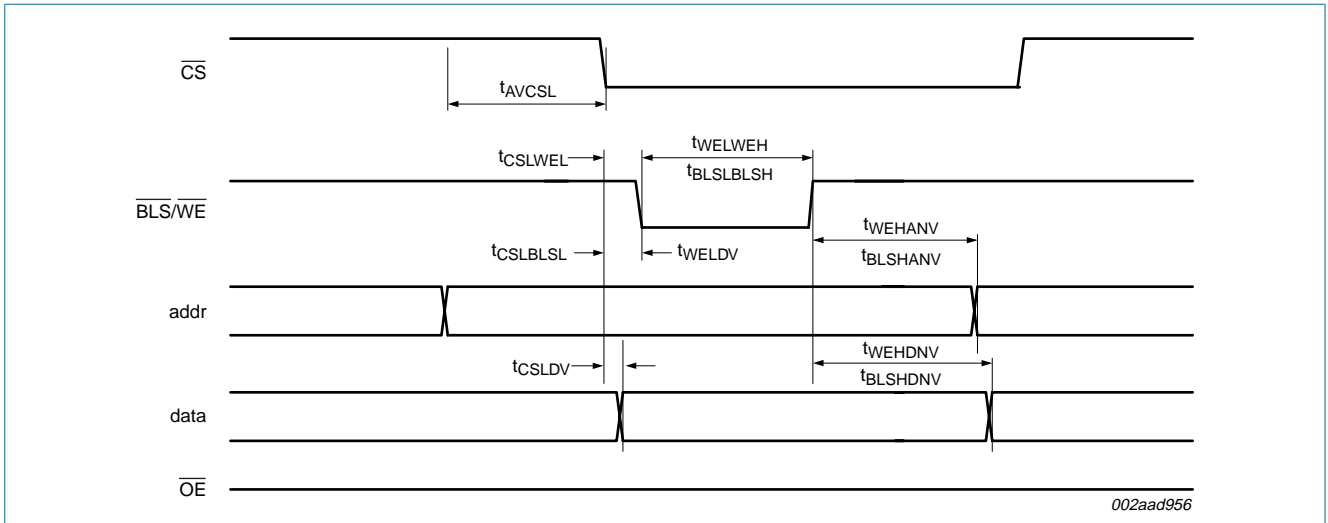 CS
tAVCSL
tCSLWEL
tWELWEH
tBLSLBLSH
BLS/WE
tWEHANV
tCSLBLSL
tWELDV
tBLSHANV
addr
tWEHDNV
tCSLDV
tBLSHDNV
data
OE
002aad956